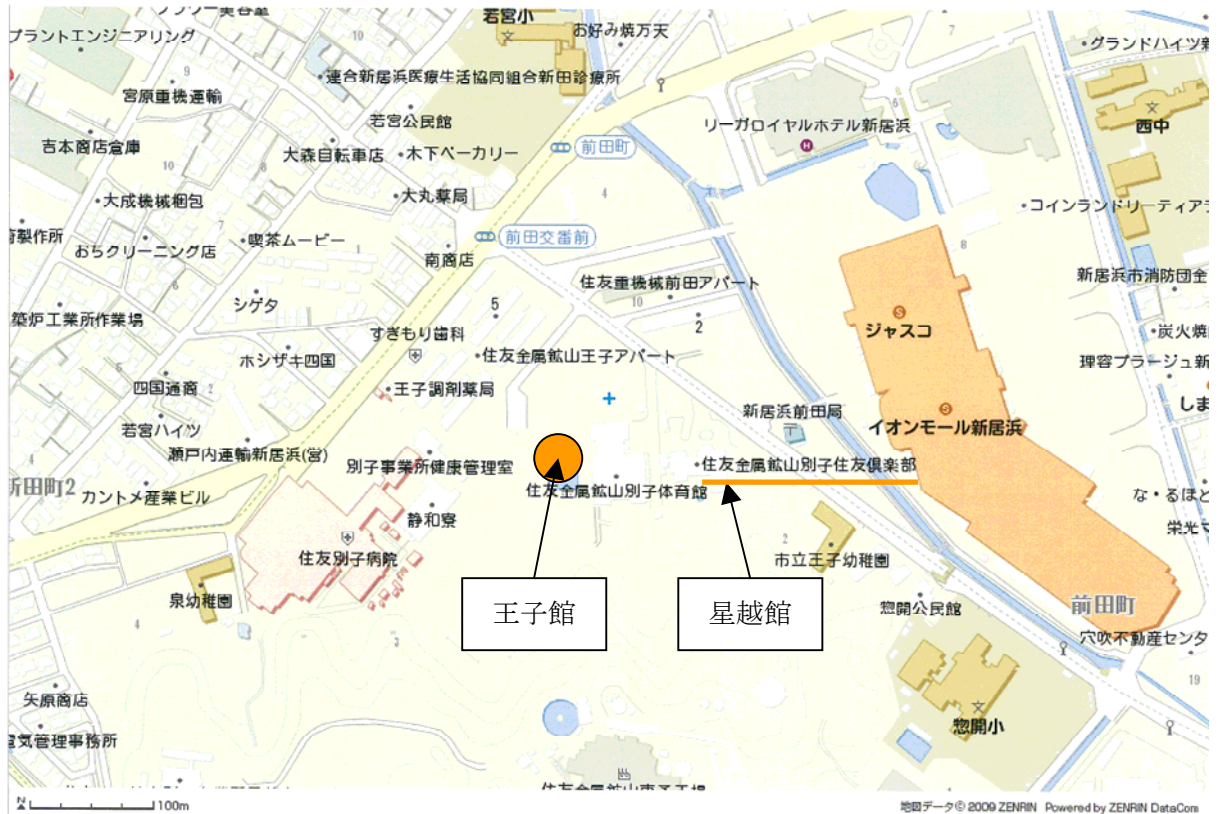 若宮小
お好み焼万天
プラントエンジニアリング
グランドハイツ新
連合新居浜医療生活協同組合新田診療所
宮原重機運輸
リーガロイヤルホテル新居浜
若宮公民館
西中
吉本商店倉庫
大森自転車店
木下ベーカリー
前田町
大成機械梱包
大丸薬局
コインランドリーティアラ
おちクリーニング店
喫茶ムービー
前田交番前
南商店
住友重機械前田アパート
新居浜市消防団金
シゲタ
築炉工業所作業場
すぎもり歯科
5
2
ジャスコ
炭火焼
ホシザキ四国
住友金属鉱山王子アパート
理容プラージュ新
四国通商
王子調剤薬局
新居浜前田局
しま
若宮ハイツ
イオンモール新居浜
瀬戸内運輸新居浜(営)
別子事業所健康管理室
住友金属鉱山別子住友倶楽部
新田町2
カントメ産業ビル
住友金属鉱山別子体育館
な・るほど
静和寮
栄光マ
住友別子病院
市立王子幼稚園
泉幼稚園
王子館
星越館
惣開公民館
前田町
穴吹不動産センタ
矢原商店
惣開小
電気管理事務所
100m
地図データ© 2009 ZENRIN Powered by ZENRIN DataCom